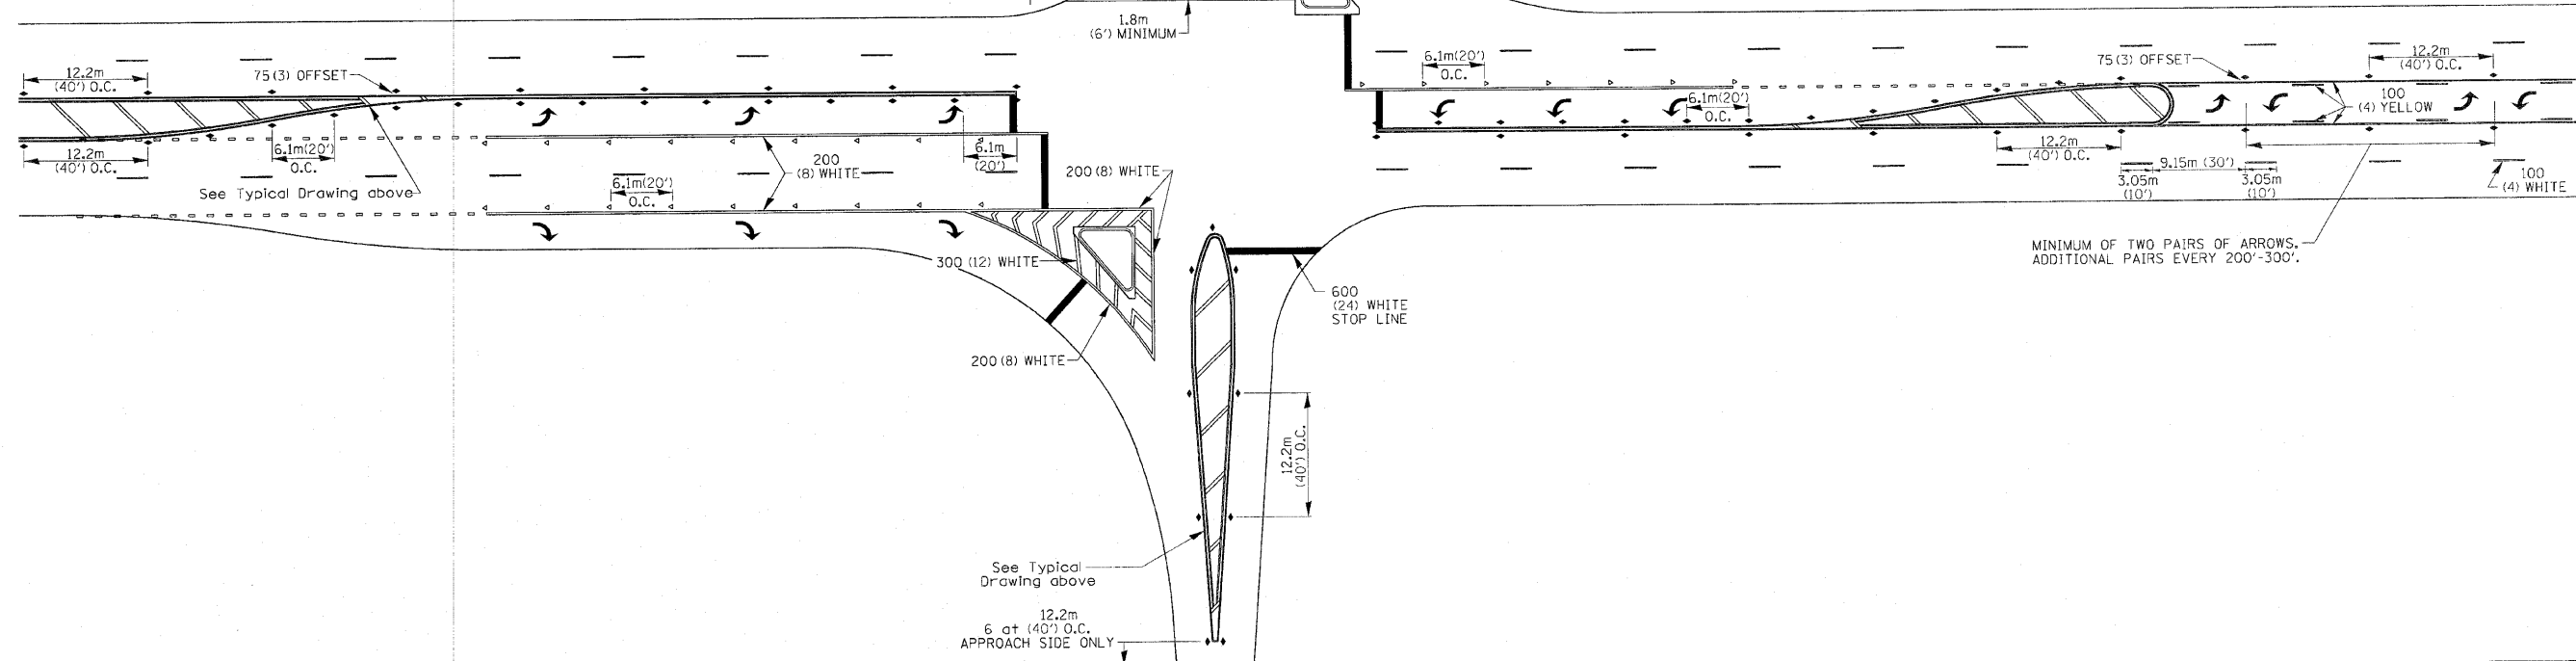 1.8m
(6') MINIMUM
12.2m
(40') O.C.
75(3) OFFSET
6.1m(20')
O.C.
75(3) OFFSET
12.2m
(40') O.C.
100
(4) YELLOW
6.1m(20')
O.C.
12.2m
(40') O.C.
6.1m(20')
O.C.
See Typical Drawing above
200
(8) WHITE
6.1m
(20')
6.1m(20')
O.C.
200 (8) WHITE
12.2m
(40') O.C.
9.15m (30')
3.05m
(10')
3.05m
(10')
100
(4) WHITE
MINIMUM OF TWO PAIRS OF ARROWS.
ADDITIONAL PAIRS EVERY 200'-300'.
300 (12) WHITE
600
(24) WHITE
STOP LINE
200 (8) WHITE
12.2m
(40') O.C.
See Typical
Drawing above
12.2m
6 at (40') O.C.
APPROACH SIDE ONLY